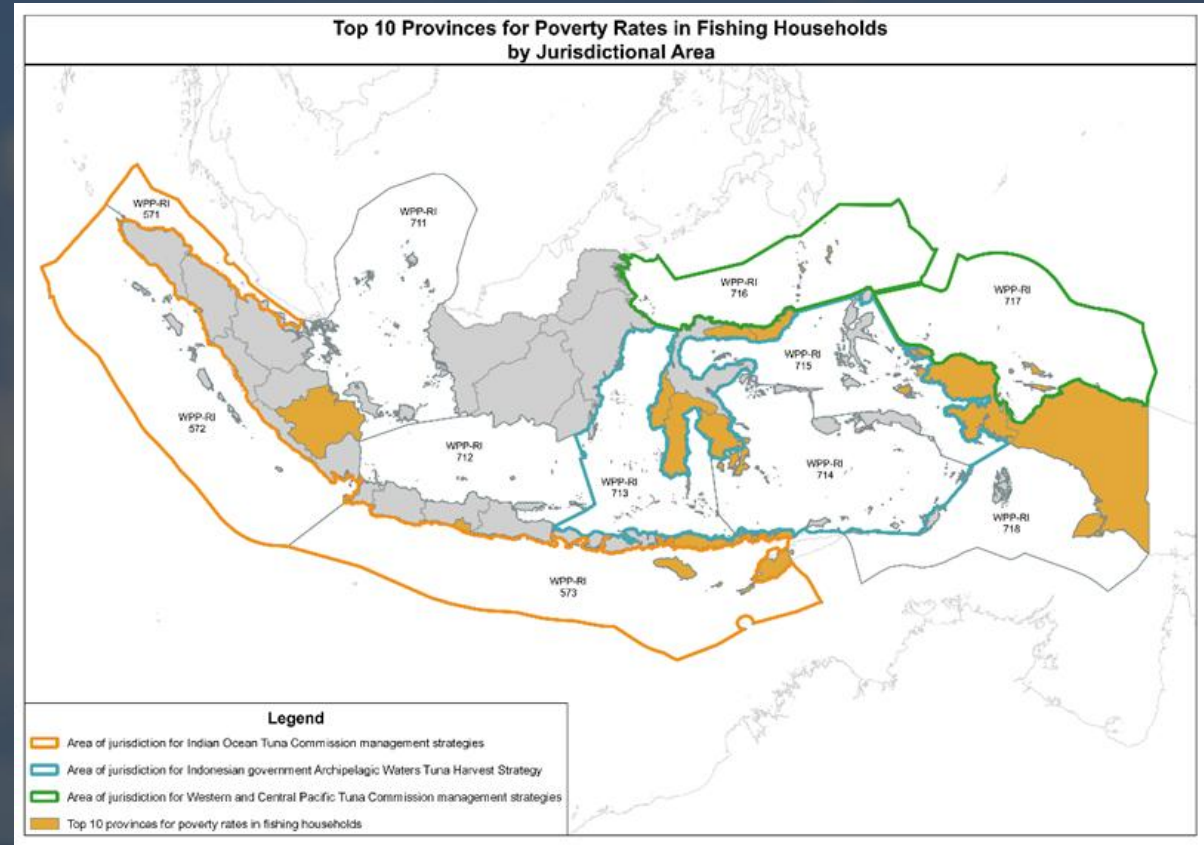 Top 10 Provinces for Poverty Rates in Fishing Households
by Jurisdictional Area
WPP-RI
571
WPP-RI
711
WPP-RI
716
WPP-RI
717
WPP-RI
715
WPP-RI
572
WPP-RI
712
WPP-RI
713
WPP-RI
714
WPP-RI
718
WPP-RI
573
Legend
Area of jurisdiction for Indian Ocean Tuna Commission management strategies
Area of jurisdiction for Indonesian government Archipelagic Waters Tuna Harvest Strategy
Area of jurisdiction for Western and Central Pacific Tuna Commission management strategies
Top 10 provinces for poverty rates in fishing households